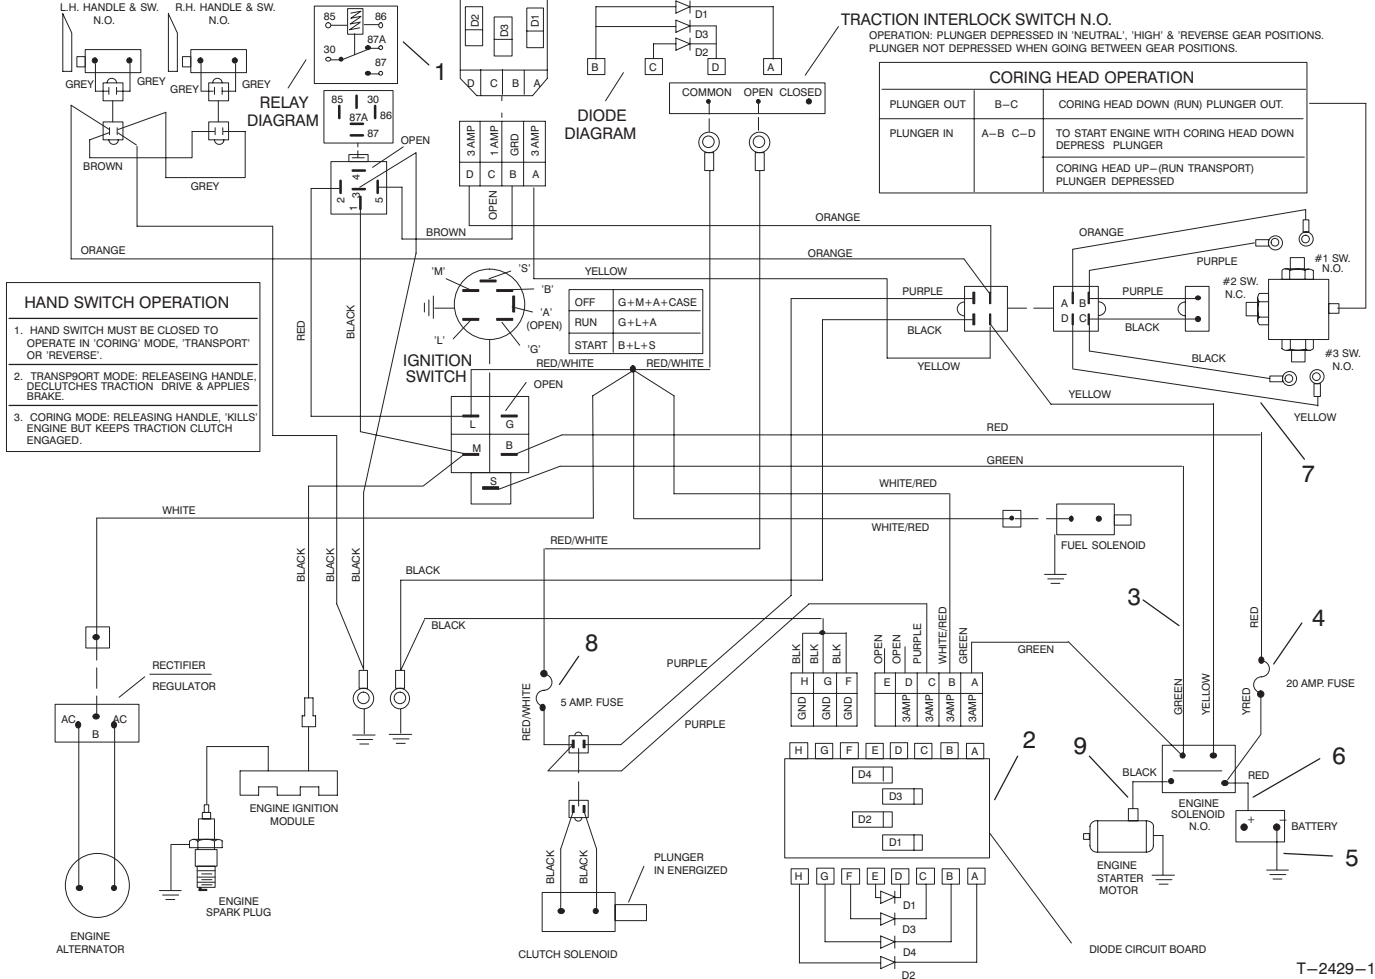 L.H. HANDLE & SW.
N.O.
R.H. HANDLE & SW.
N.O.
GREY
GREY
GREY
GREY
BROWN
GREY
ORANGE
85
86
87A
30
87
1
RELAY
DIAGRAM
85
30
87A
86
87
OPEN
4
3
2
1
5
D2
D3
D1
D
C
B
A
3 AMP
1 AMP
GRD
3 AMP
D
C
B
A
OPEN
BROWN
D1
D3
D2
B
C
D
A
DIODE
DIAGRAM
TRACTION INTERLOCK SWITCH N.O.
OPERATION: PLUNGER DEPRESSED IN 'NEUTRAL', 'HIGH' & 'REVERSE GEAR POSITIONS.
PLUNGER NOT DEPRESSED WHEN GOING BETWEEN GEAR POSITIONS.
COMMON
OPEN
CLOSED
CORING HEAD OPERATION
PLUNGER OUT
B–C
CORING HEAD DOWN (RUN) PLUNGER OUT.
PLUNGER IN
A–B C–D
TO START ENGINE WITH CORING HEAD DOWN
DEPRESS PLUNGER
CORING HEAD UP–(RUN TRANSPORT)
PLUNGER DEPRESSED
ORANGE
ORANGE
YELLOW
PURPLE
BLACK
YELLOW
A
B
D
C
ORANGE
PURPLE
PURPLE
BLACK
BLACK
YELLOW
YELLOW
#1 SW.
N.O.
#2 SW.
N.C.
#3 SW.
N.O.
7
HAND SWITCH OPERATION
1. HAND SWITCH MUST BE CLOSED TO
OPERATE IN 'CORING' MODE, 'TRANSPORT'
OR 'REVERSE'.
2. TRANSP9ORT MODE: RELEASEING HANDLE,
DECLUTCHES TRACTION DRIVE & APPLIES
BRAKE.
3. CORING MODE: RELEASING HANDLE, 'KILLS'
ENGINE BUT KEEPS TRACTION CLUTCH
ENGAGED.
RED
BLACK
'M'
'S'
'B'
'A'
(OPEN)
'L'
'G'
IGNITION
SWITCH
OFF
G+M+A+CASE
RUN
G+L+A
START
B+L+S
RED/WHITE
RED/WHITE
OPEN
L
G
M
B
S
RED
GREEN
WHITE/RED
WHITE/RED
WHITE
RED/WHITE
BLACK
BLACK
BLACK
BLACK
BLACK
FUEL SOLENOID
3
4
RED
20 AMP. FUSE
YRED
GREEN
YELLOW
GREEN
RECTIFIER
REGULATOR
AC
AC
B
ENGINE
ALTERNATOR
ENGINE
SPARK PLUG
ENGINE IGNITION
MODULE
8
5 AMP. FUSE
RED/WHITE
PURPLE
PURPLE
BLACK
BLACK
PLUNGER
IN ENERGIZED
CLUTCH SOLENOID
BLK
BLK
BLK
H
G
F
GND
GND
GND
OPEN
OPEN
PURPLE
WHITE/RED
GREEN
E
D
C
B
A
3AMP
3AMP
3AMP
3AMP
2
H
G
F
E
D
C
B
A
D4
D3
D2
D1
H
G
F
E
D
C
B
A
D1
D3
D4
D2
DIODE CIRCUIT BOARD
9
BLACK
RED
6
ENGINE
SOLENOID
N.O.
+
–
BATTERY
5
ENGINE
STARTER
MOTOR
T–2429–1